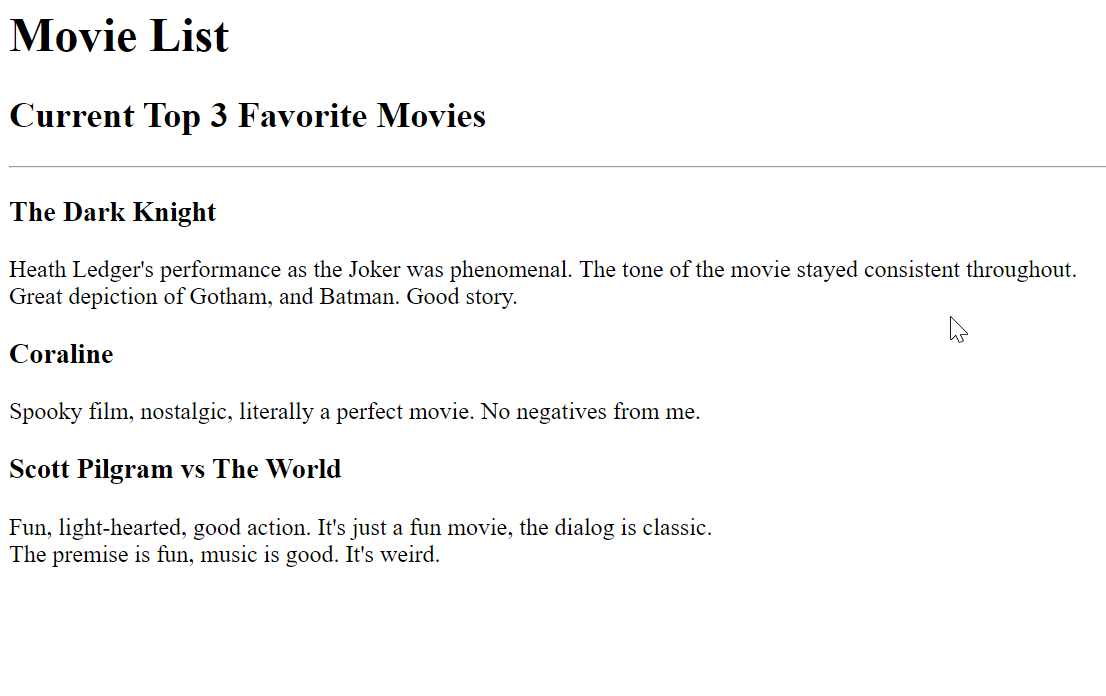 Movie List
Current Top 3 Favorite Movies
The Dark Knight
Heath Ledger's performance as the Joker was phenomenal. The tone of the movie stayed consistent throughout.
Great depiction of Gotham, and Batman. Good story.
Coraline
Spooky film, nostalgic, literally a perfect movie. No negatives from me.
Scott Pilgram vs The World
Fun, light-hearted, good action. It's just a fun movie, the dialog is classic.
The premise is fun, music is good. It's weird.